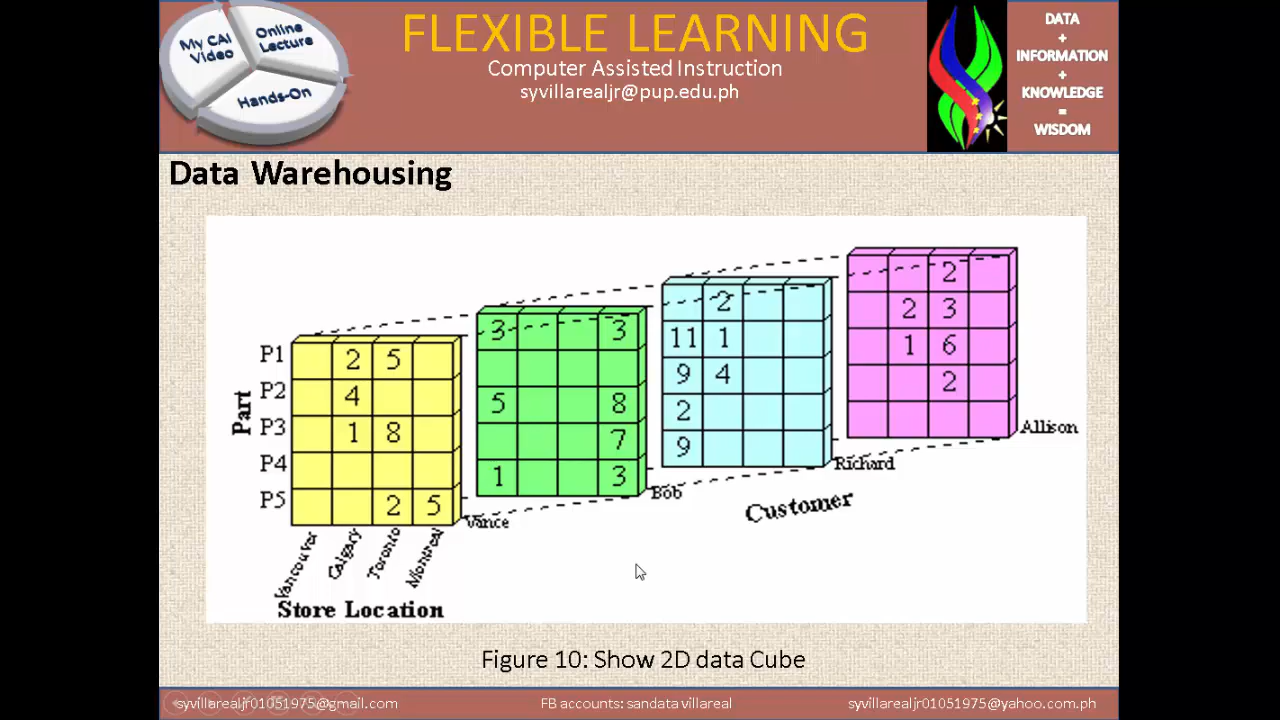 My CAI
Video
Online
Lecture
Hands-On
FLEXIBLE LEARNING
Computer Assisted Instruction
syvillarealjr@pup.edu.ph
DATA
+
INFORMATION
+
KNOWLEDGE
=
WISDOM
Data Warehousing
Part
P1
P2
P3
P4
P5
2 5
4
1 8
2 5
Vance
3 3
5 8
7
1 3
Bob
2
11 1
9 4
2
9
Richard
2
2 3
1 6
2
Allison
Customer
Vancouver
Calgary
Toronto
Montreal
Store Location
Figure 10: Show 2D data Cube
syvillarealjr01051975@gmail.com
FB accounts: sandata villareal
syvillarealjr01051975@yahoo.com.ph